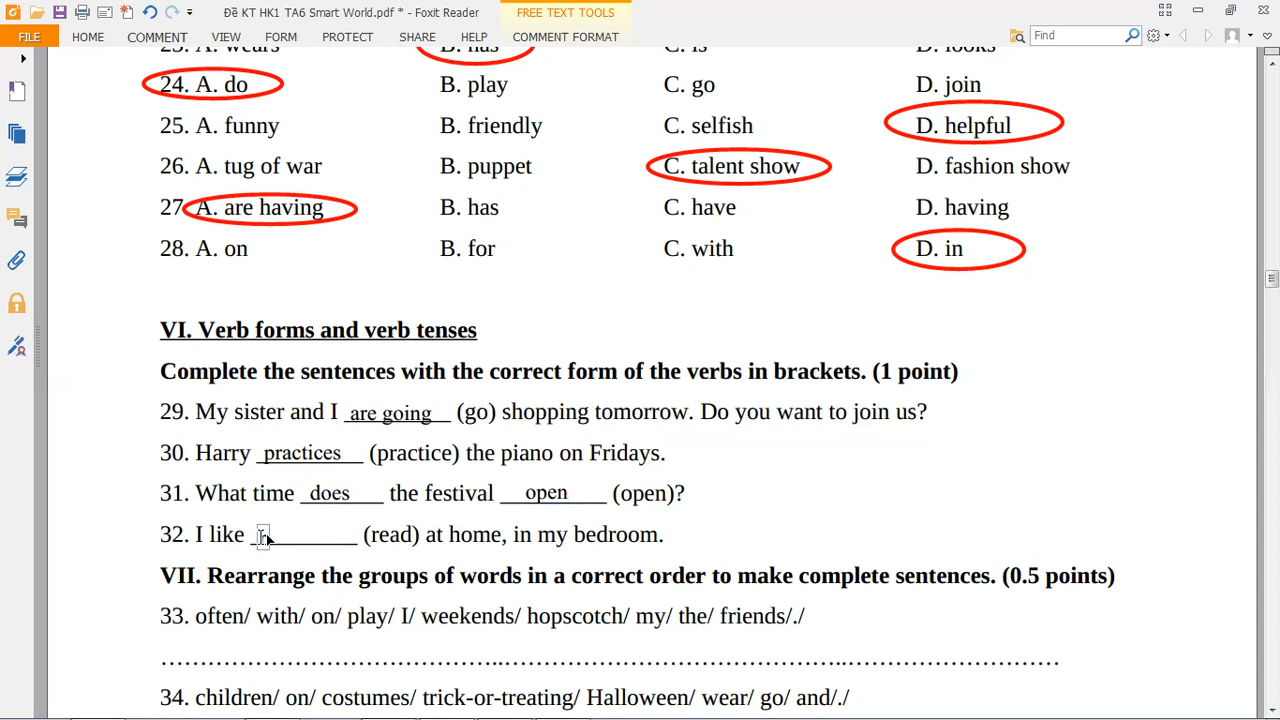 Đề KT HK1 TA6 Smart World.pdf * - Foxit Reader
FREE TEXT TOOLS
FILE HOME COMMENT VIEW FORM PROTECT SHARE HELP COMMENT FORMAT Find
23. A. wears B. has C. is D. looks
24. A. do B. play C. go D. join
25. A. funny B. friendly C. selfish D. helpful
26. A. tug of war B. puppet C. talent show D. fashion show
27. A. are having B. has C. have D. having
28. A. on B. for C. with D. in
VI. Verb forms and verb tenses
Complete the sentences with the correct form of the verbs in brackets. (1 point)
29. My sister and I are going (go) shopping tomorrow. Do you want to join us?
30. Harry practices (practice) the piano on Fridays.
31. What time does the festival open (open)?
32. I like r__________ (read) at home, in my bedroom.
VII. Rearrange the groups of words in a correct order to make complete sentences. (0.5 points)
33. often/ with/ on/ play/ I/ weekends/ hopscotch/ my/ the/ friends/./
……………………………………..……………………………………..…………………………
34. children/ on/ costumes/ trick-or-treating/ Halloween/ wear/ go/ and/./